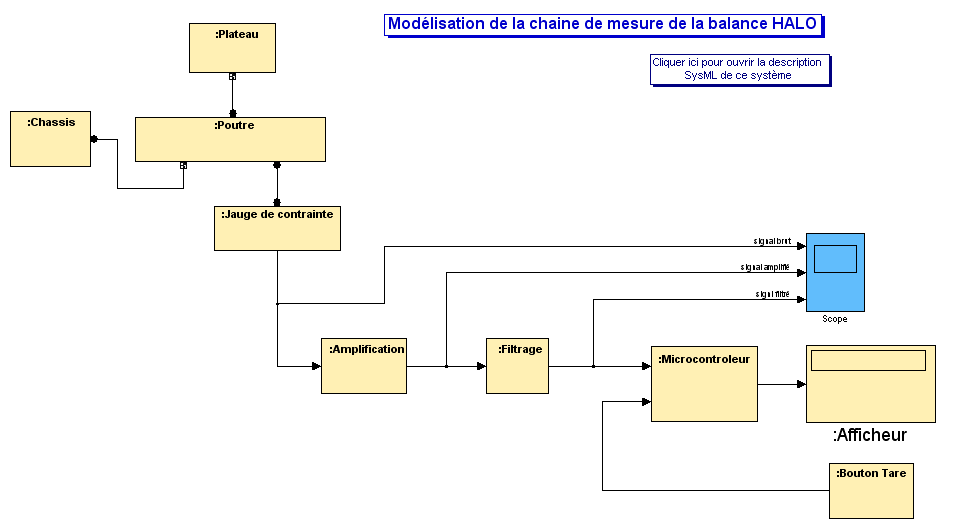 Modélisation de la chaine de mesure de la balance HALO
:Plateau
Cliquer ici pour ouvrir la description
SysML de ce système
:Chassis
:Poutre
:Jauge de contrainte
signal brut
signal amplifié
signl filtré
Scope
:Amplification
:Filtrage
:Microcontroleur
:Afficheur
:Bouton Tare